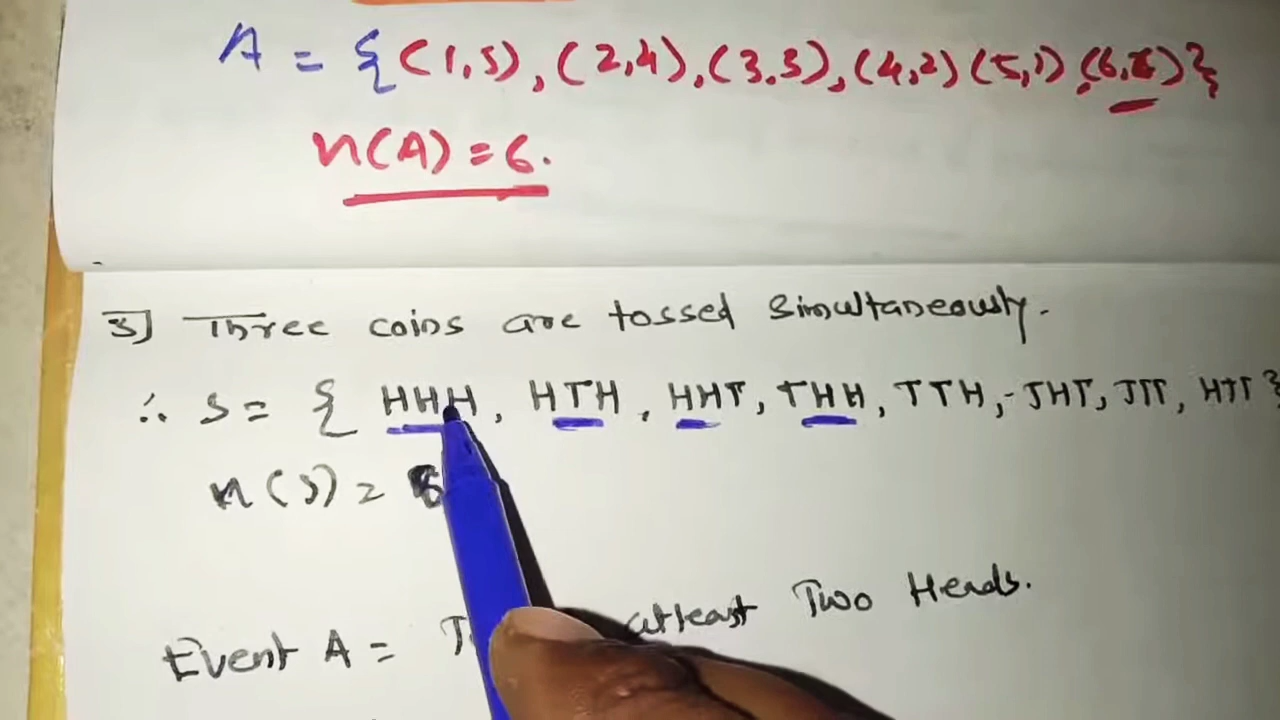 A = {(1,5), (2,4), (3.3), (4,2) (5,1), (6,6)}
n(A) = 6.
3] Three coins are tossed simultaneously.
∴ S = { HHH, HTH, HHT, THH, TTH, THT, TTT, HTT }
n(S) = 8
Event A = atleast Two Heads.